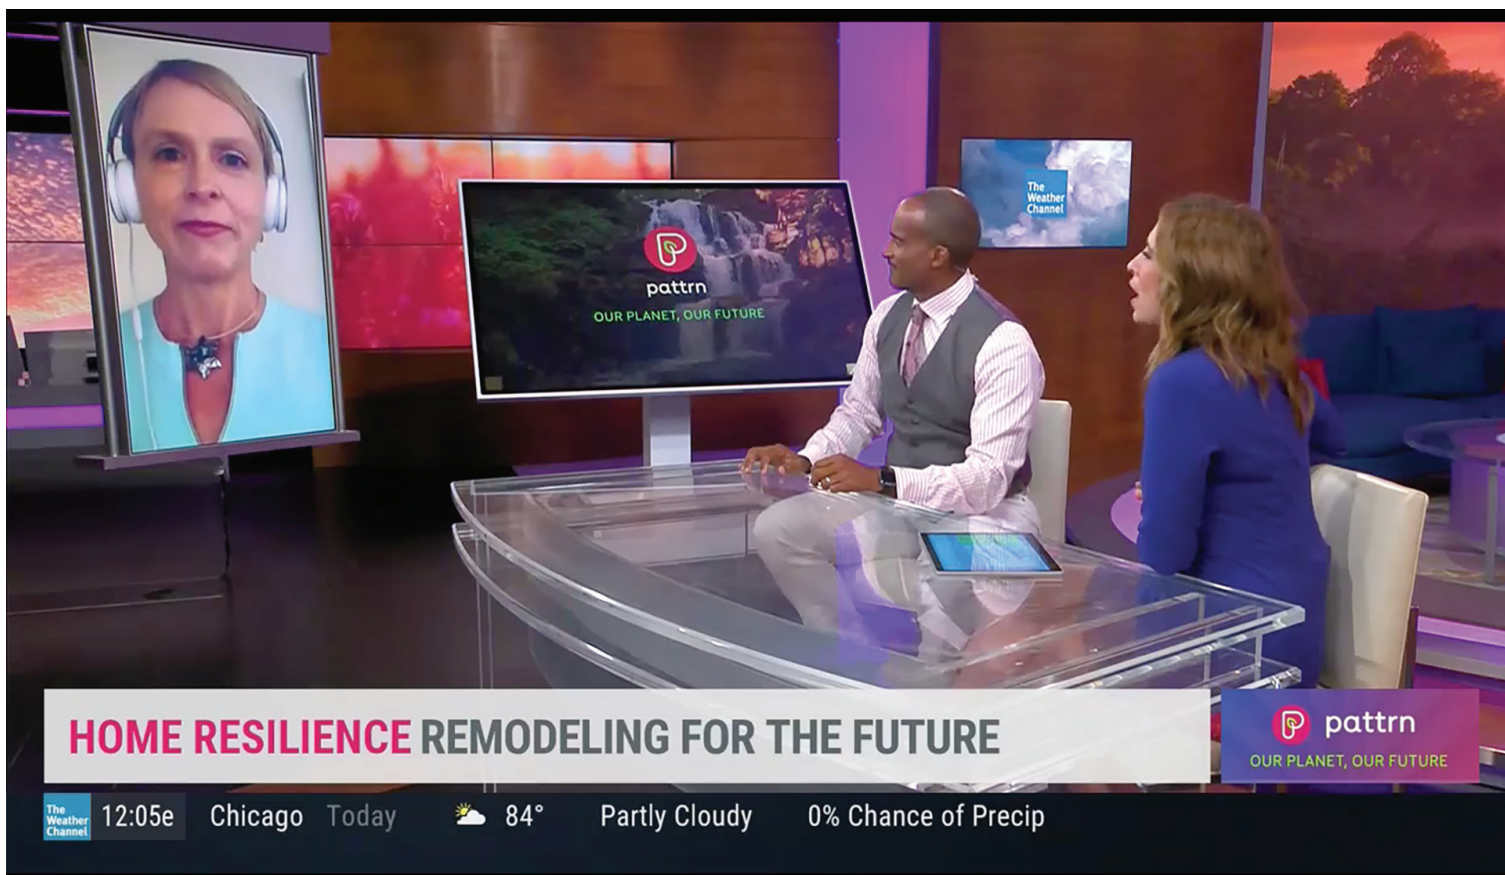 pattrn
OUR PLANET, OUR FUTURE
The
Weather
Channel
HOME RESILIENCE REMODELING FOR THE FUTURE
pattrn
OUR PLANET, OUR FUTURE
The
Weather
Channel
12:05e Chicago Today 84° Partly Cloudy 0% Chance of Precip